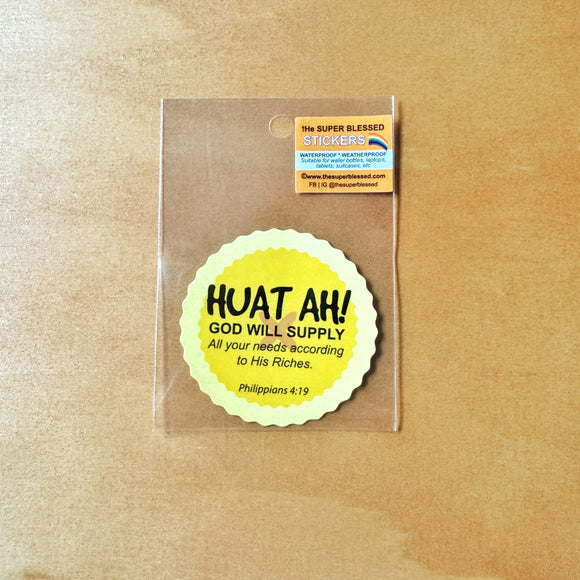 tHe SUPER BLESSED
STICKERS
WATERPROOF * WEATHERPROOF
Suitable for water bottles, laptops,
tablets, suitcases, etc
©www.thesuperblessed.com
FB | IG @thesuperblessed
HUAT AH!
GOD WILL SUPPLY
All your needs according
to His Riches.
Philippians 4:19